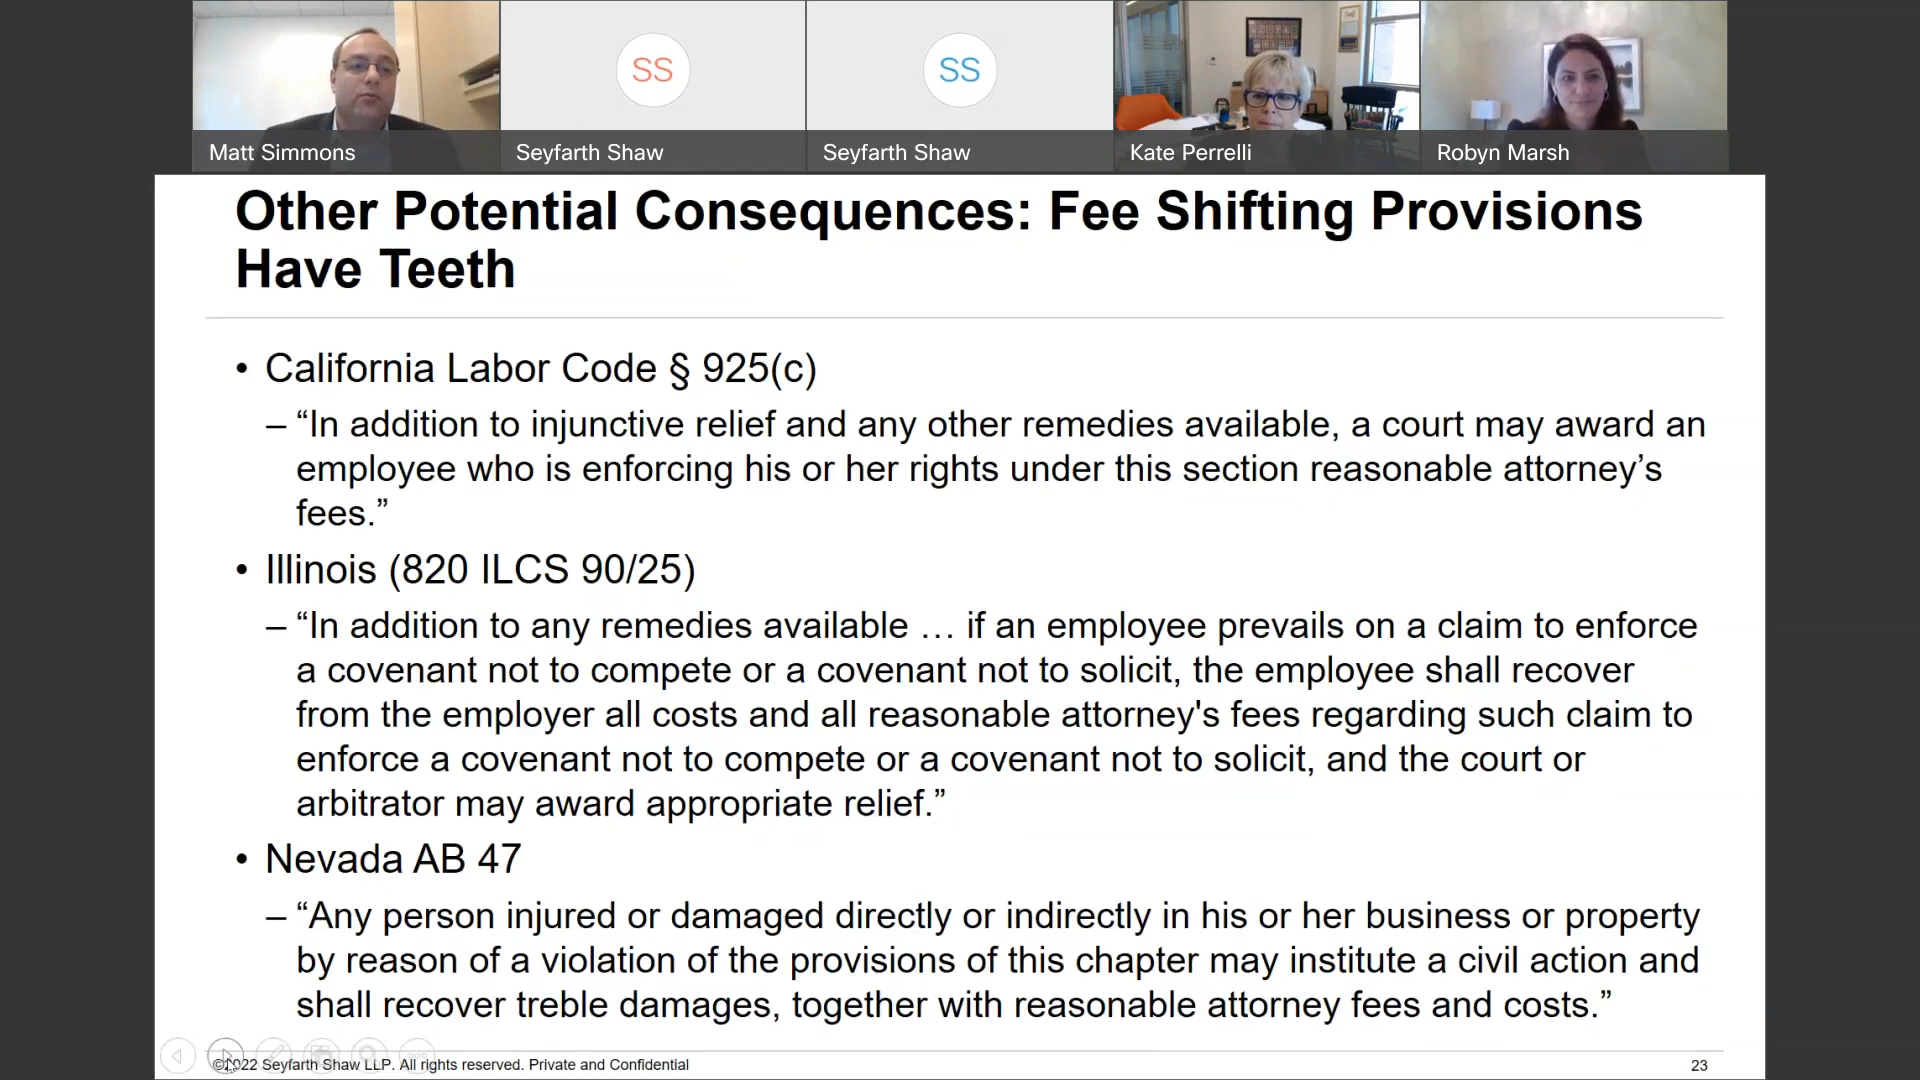 SS
SS
Matt Simmons
Seyfarth Shaw
Seyfarth Shaw
Kate Perrelli
Robyn Marsh
Other Potential Consequences: Fee Shifting Provisions
Have Teeth
• California Labor Code § 925(c)
– “In addition to injunctive relief and any other remedies available, a court may award an
employee who is enforcing his or her rights under this section reasonable attorney’s
fees.”
• Illinois (820 ILCS 90/25)
– “In addition to any remedies available … if an employee prevails on a claim to enforce
a covenant not to compete or a covenant not to solicit, the employee shall recover
from the employer all costs and all reasonable attorney's fees regarding such claim to
enforce a covenant not to compete or a covenant not to solicit, and the court or
arbitrator may award appropriate relief.”
• Nevada AB 47
– “Any person injured or damaged directly or indirectly in his or her business or property
by reason of a violation of the provisions of this chapter may institute a civil action and
shall recover treble damages, together with reasonable attorney fees and costs.”
©2022 Seyfarth Shaw LLP. All rights reserved. Private and Confidential
23